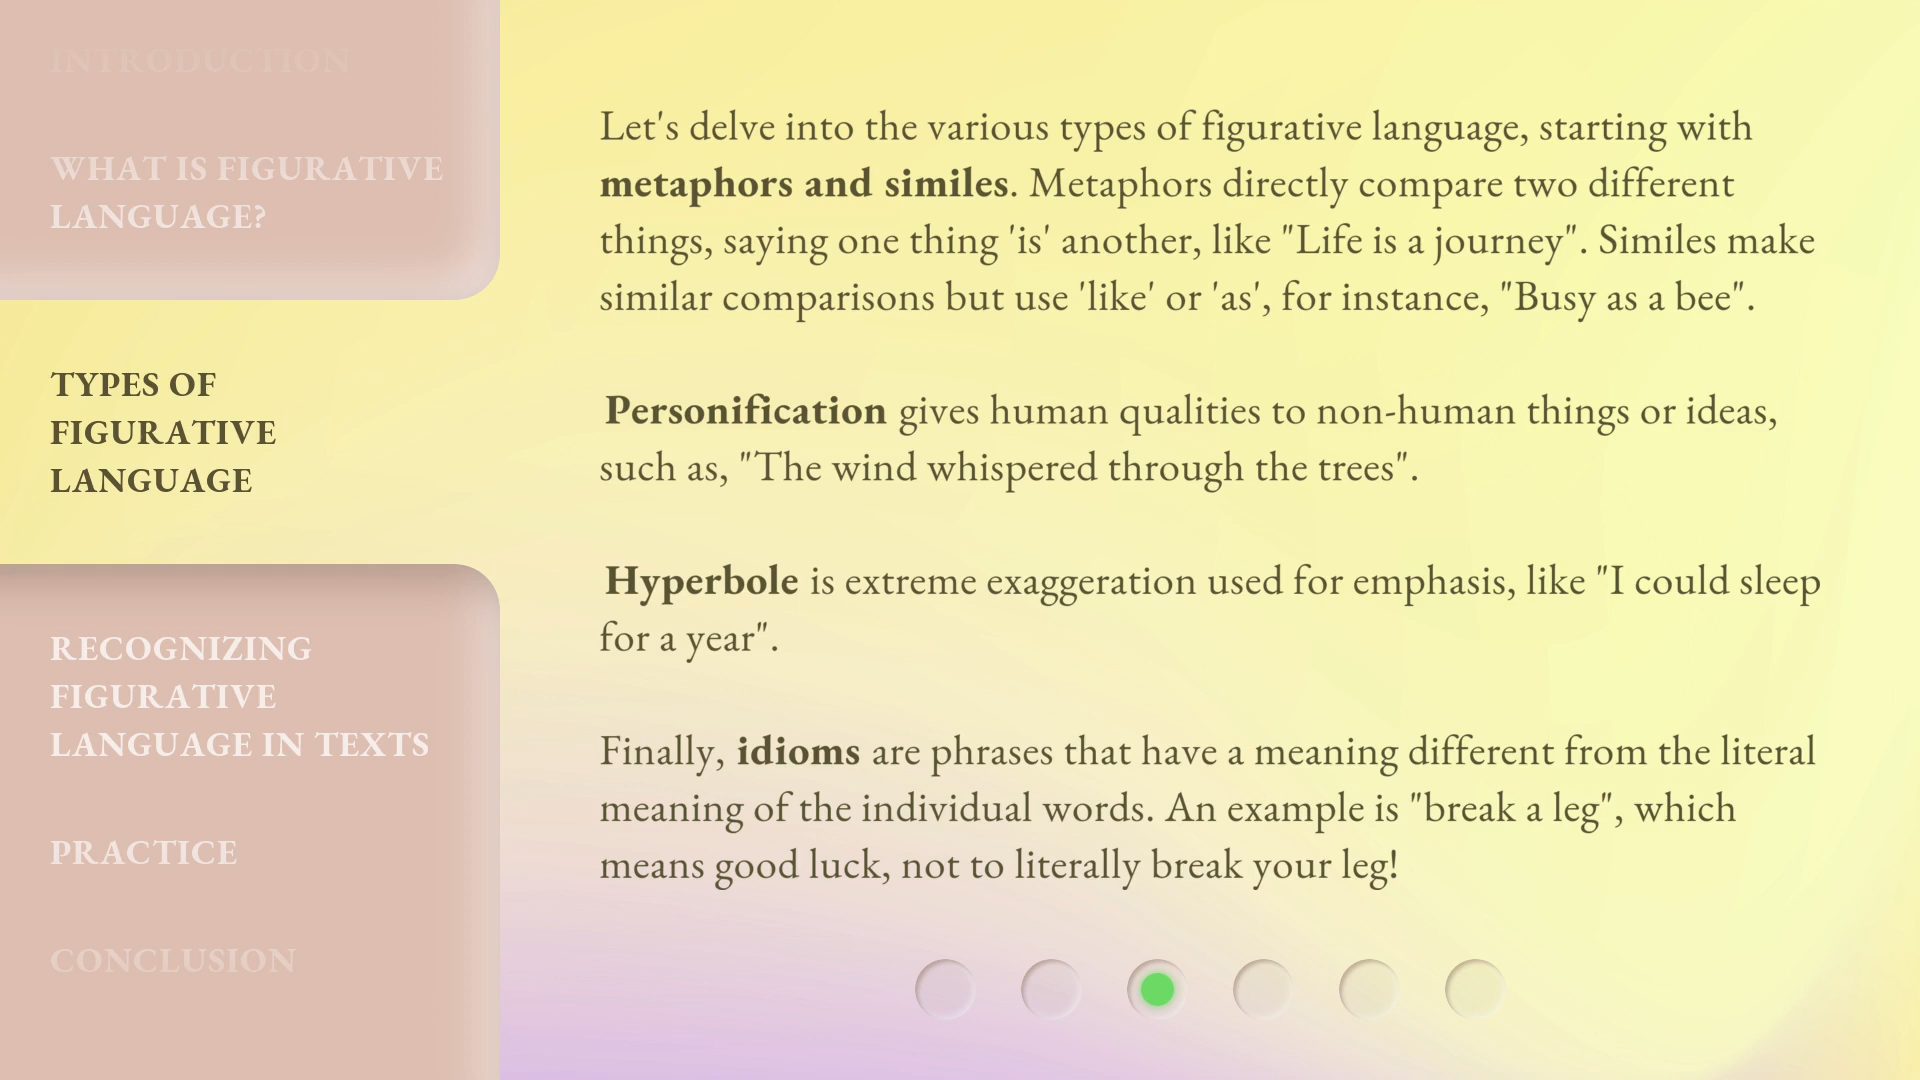 INTRODUCTION
WHAT IS FIGURATIVE
LANGUAGE?
TYPES OF
FIGURATIVE
LANGUAGE
RECOGNIZING
FIGURATIVE
LANGUAGE IN TEXTS
PRACTICE
CONCLUSION
Let's delve into the various types of figurative language, starting with
metaphors and similes. Metaphors directly compare two different
things, saying one thing 'is' another, like "Life is a journey". Similes make
similar comparisons but use 'like' or 'as', for instance, "Busy as a bee".
Personification gives human qualities to non-human things or ideas,
such as, "The wind whispered through the trees".
Hyperbole is extreme exaggeration used for emphasis, like "I could sleep
for a year".
Finally, idioms are phrases that have a meaning different from the literal
meaning of the individual words. An example is "break a leg", which
means good luck, not to literally break your leg!